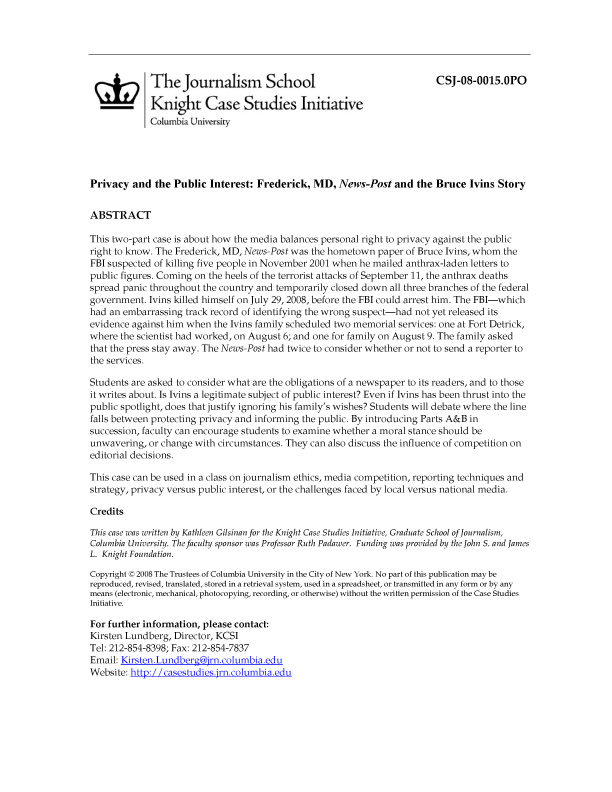 The Journalism School
Knight Case Studies Initiative
Columbia University
CSJ-08-0015.0PO
Privacy and the Public Interest: Frederick, MD, News-Post and the Bruce Ivins Story
ABSTRACT
This two-part case is about how the media balances personal right to privacy against the public
right to know. The Frederick, MD, News-Post was the hometown paper of Bruce Ivins, whom the
FBI suspected of killing five people in November 2001 when he mailed anthrax-laden letters to
public figures. Coming on the heels of the terrorist attacks of September 11, the anthrax deaths
spread panic throughout the country and temporarily closed down all three branches of the federal
government. Ivins killed himself on July 29, 2008, before the FBI could arrest him. The FBI—which
had an embarrassing track record of identifying the wrong suspect—had not yet released its
evidence against him when the Ivins family scheduled two memorial services: one at Fort Detrick,
where the scientist had worked, on August 6; and one for family on August 9. The family asked
that the press stay away. The News-Post had twice to consider whether or not to send a reporter to
the services.
Students are asked to consider what are the obligations of a newspaper to its readers, and to those
it writes about. Is Ivins a legitimate subject of public interest? Even if Ivins has been thrust into the
public spotlight, does that justify ignoring his family's wishes? Students will debate where the line
falls between protecting privacy and informing the public. By introducing Parts A&B in
succession, faculty can encourage students to examine whether a moral stance should be
unwavering, or change with circumstances. They can also discuss the influence of competition on
editorial decisions.
This case can be used in a class on journalism ethics, media competition, reporting techniques and
strategy, privacy versus public interest, or the challenges faced by local versus national media.
Credits
This case was written by Kathleen Gilsinan for the Knight Case Studies Initiative, Graduate School of Journalism,
Columbia University. The faculty sponsor was Professor Ruth Padawer. Funding was provided by the John S. and James
L. Knight Foundation.
Copyright © 2008 The Trustees of Columbia University in the City of New York. No part of this publication may be
reproduced, revised, translated, stored in a retrieval system, used in a spreadsheet, or transmitted in any form or by any
means (electronic, mechanical, photocopying, recording, or otherwise) without the written permission of the Case Studies
Initiative.
For further information, please contact:
Kirsten Lundberg, Director, KCSI
Tel: 212-854-8398; Fax: 212-854-7837
Email: Kirsten.Lundberg@jrn.columbia.edu
Website: http://casestudies.jrn.columbia.edu